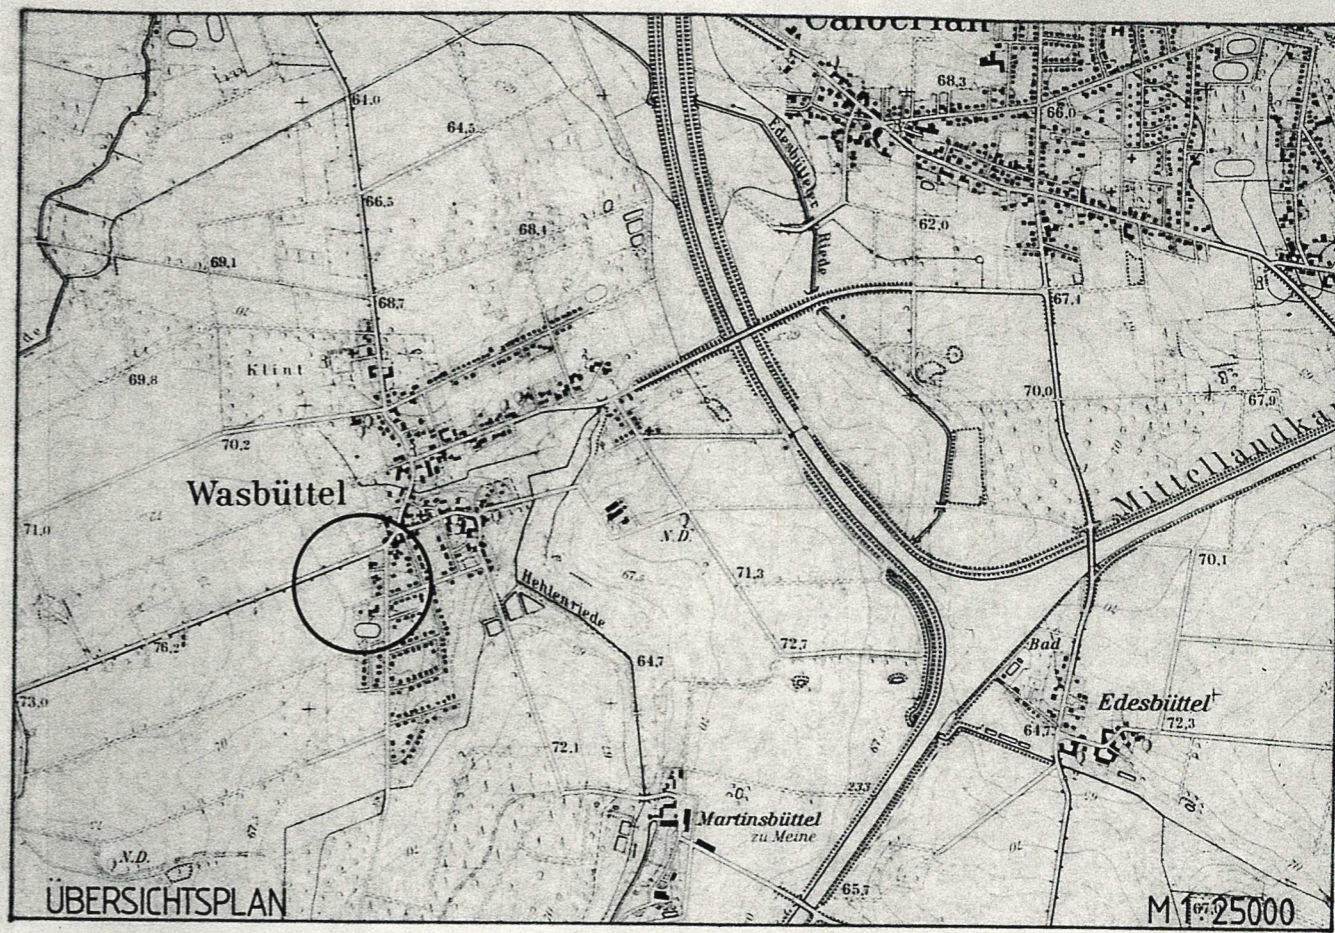 68,3
H
64,0
64,5
66,0
Edesbütteler
Riede
66,5
68,1
62,0
69,1
68,7
67,4
Klint
69,8
70,0
67,9
70,2
Wasbüttel
Mittellandka
71,0
N.D.
71,3
70,1
Hehlenriede
76,2
64,7
72,7
Bad
73,0
Edesbüttel
72,3
64,7
72,1
233
Martinsbüttel
zu Meine
N.D.
65,7
ÜBERSICHTSPLAN
M 1:25000